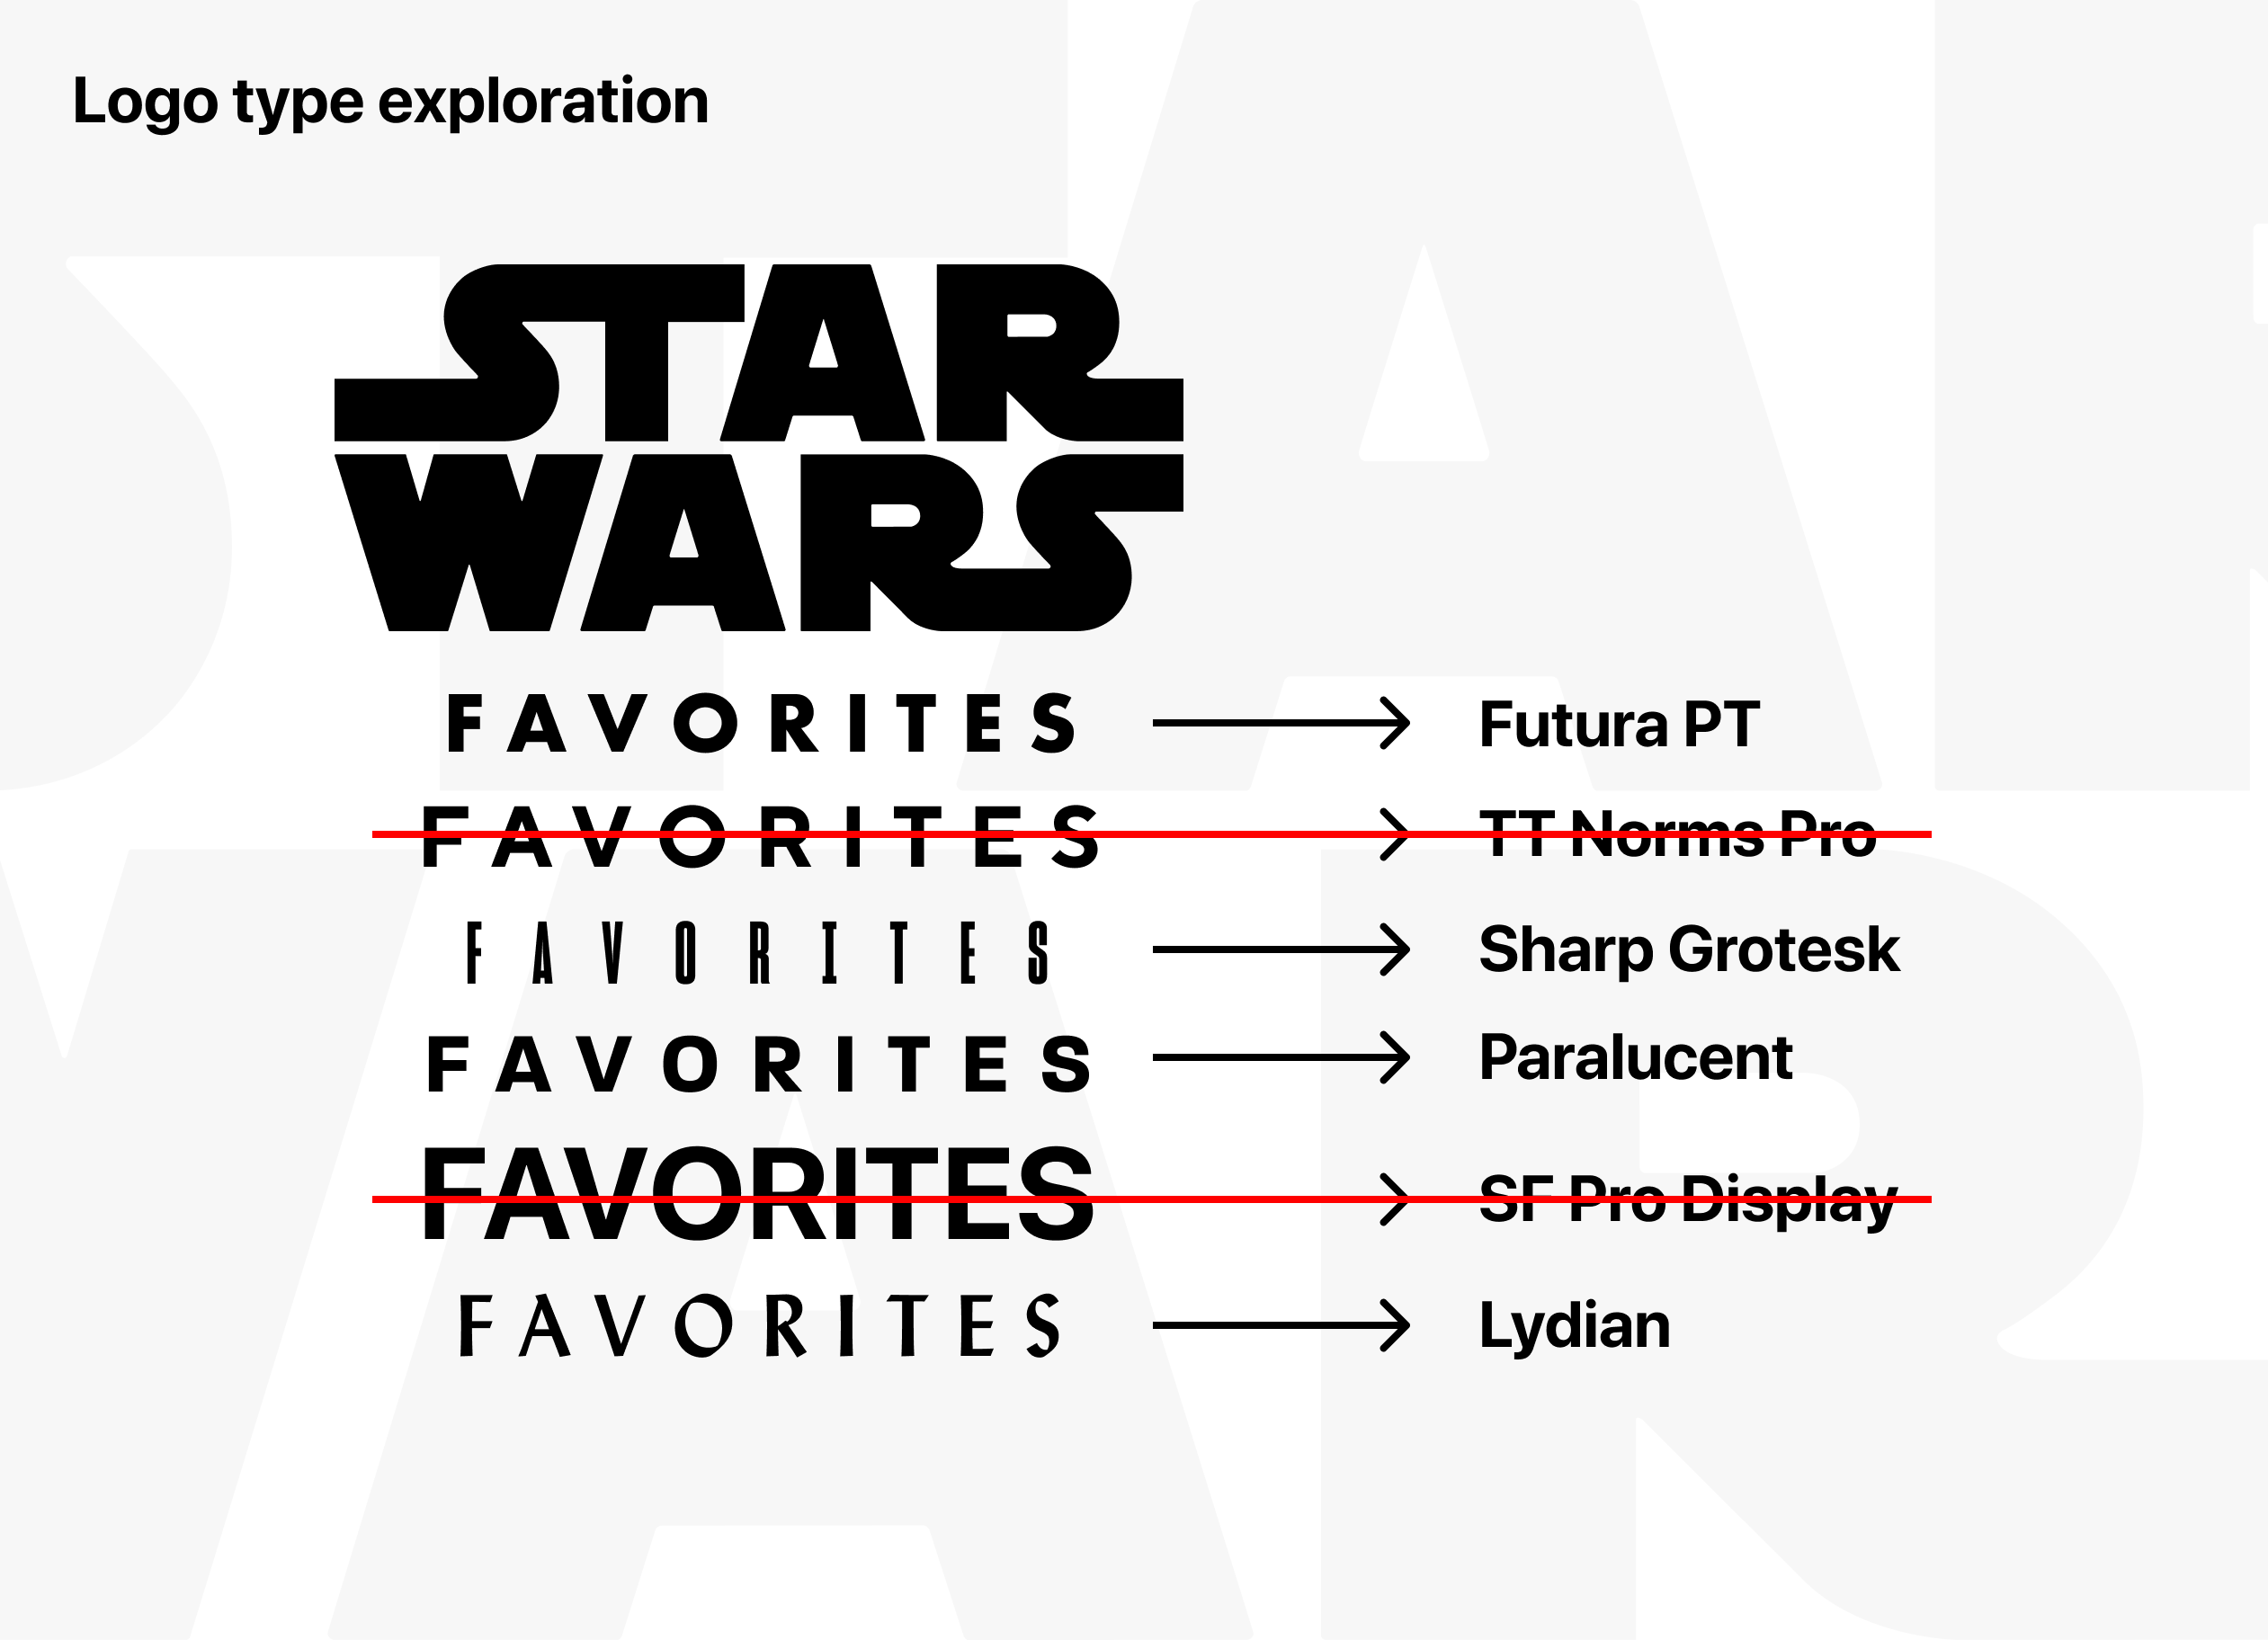 Logo type exploration
STAR
WARS
FAVORITES → Futura PT
FAVORITES → TT Norms Pro
FAVORITES → Sharp Grotesk
FAVORITES → Paralucent
FAVORITES → SF Pro Display
FAVORITES → Lydian